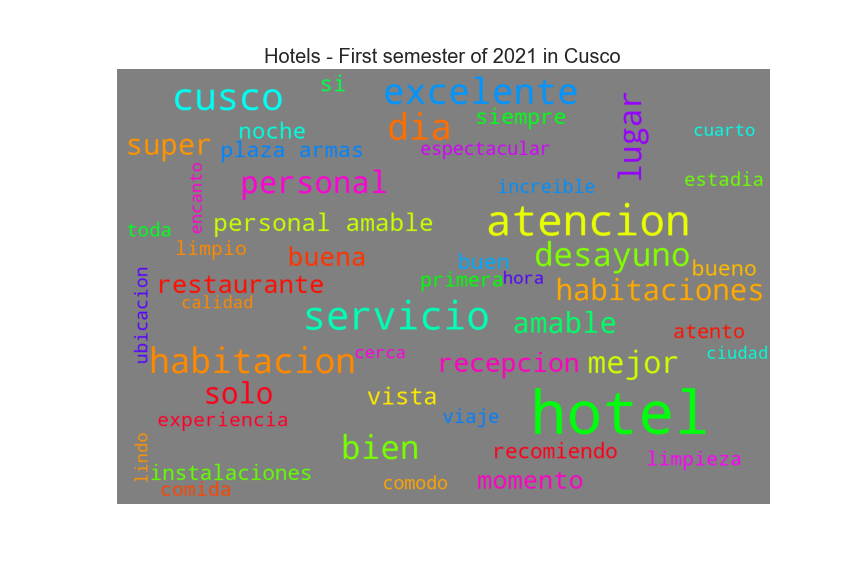 Hotels - First semester of 2021 in Cusco
cusco
si
excelente
super
noche
plaza armas
dia
siempre
espectacular
lugar
cuarto
encanto
personal
increible
estadia
toda
personal amable
atencion
limpio
buena
buen
desayuno
bueno
ubicacion
restaurante
calidad
primera
hora
habitaciones
servicio
amable
atento
habitacion
cerca
recepcion
mejor
ciudad
solo
vista
experiencia
viaje
hotel
lindo
bien
recomiendo
limpieza
instalaciones
comida
comodo
momento